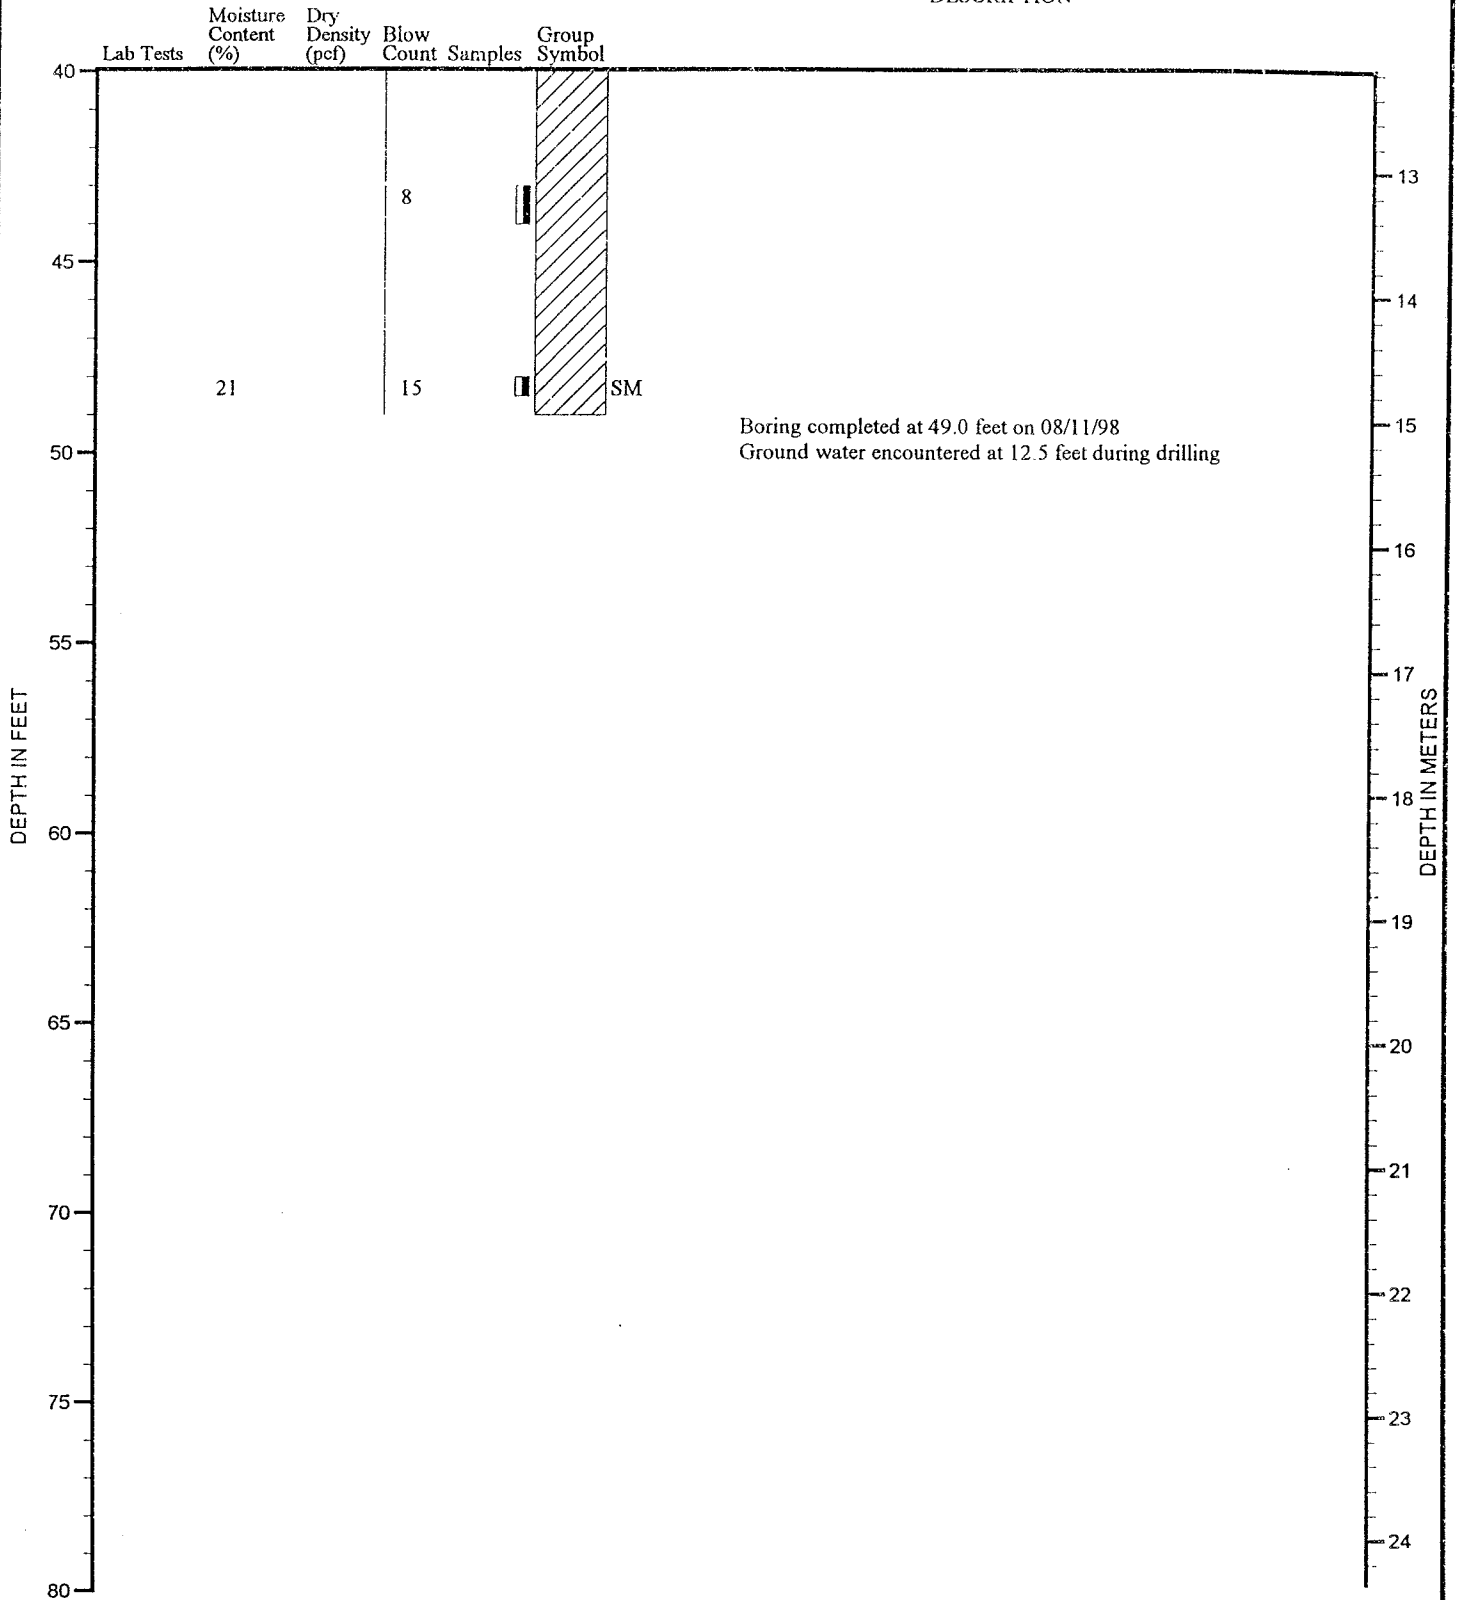 Moisture Dry
Content Density Blow Group
Lab Tests (%) (pcf) Count Samples Symbol
40
13
8
45
14
21 15 SM
Boring completed at 49.0 feet on 08/11/98
15
50
Ground water encountered at 12.5 feet during drilling
16
55
17
DEPTH IN FEET
DEPTH IN METERS
18
60
19
65
20
21
70
22
75
23
24
80